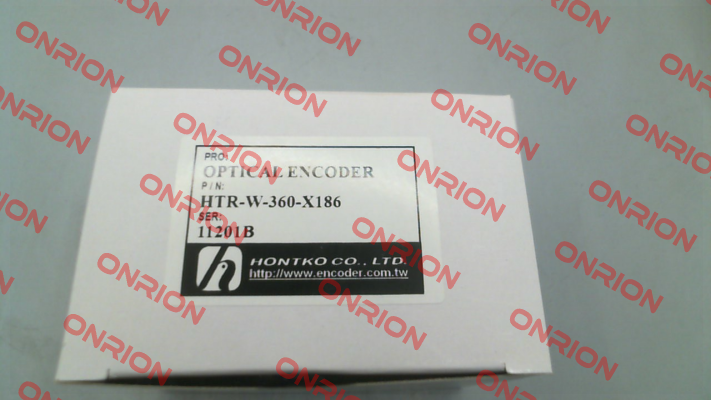 PRO:
OPTICAL ENCODER
P/N:
HTR-W-360-X186
SER:
11201B
HONTKO CO., LTD.
http://www.encoder.com.tw
ONRION